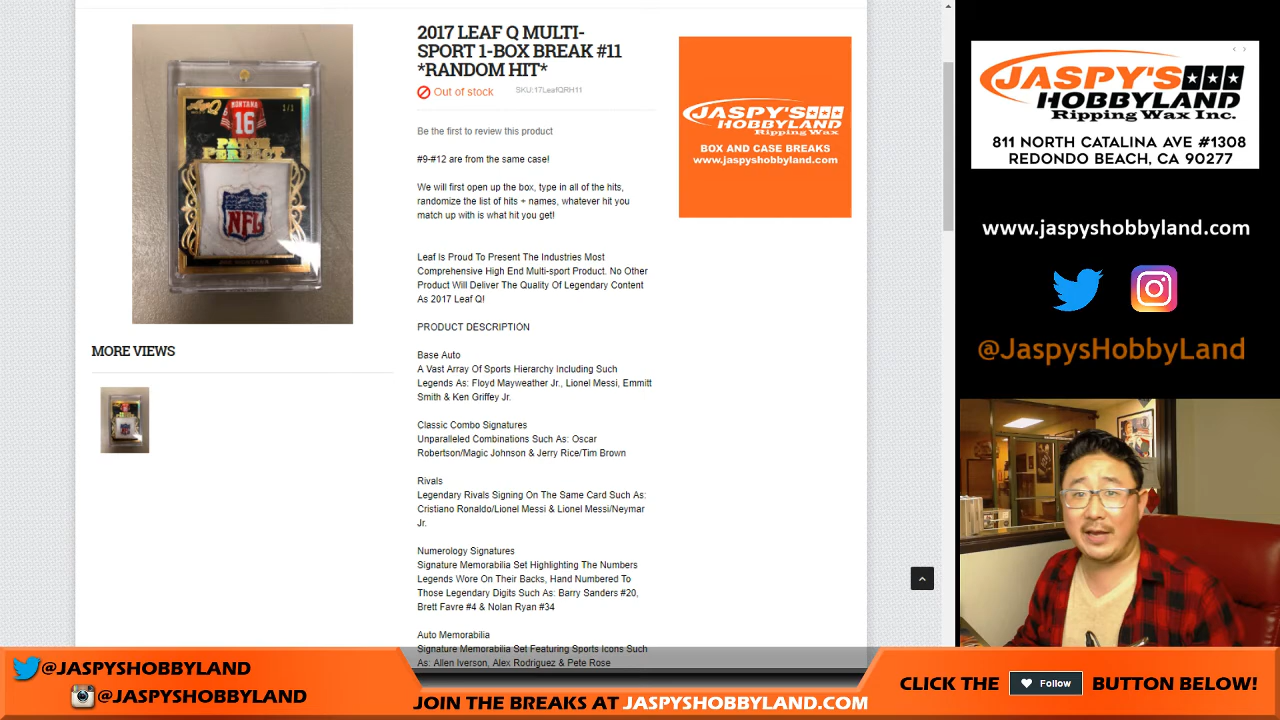 2017 LEAF Q MULTI-
SPORT 1-BOX BREAK #11
*RANDOM HIT*
Out of stock
SKU:17LeafQRH11
Be the first to review this product
#9-#12 are from the same case!
We will first open up the box, type in all of the hits,
randomize the list of hits + names, whatever hit you
match up with is what hit you get!
Leaf Is Proud To Present The Industries Most
Comprehensive High End Multi-sport Product. No Other
Product Will Deliver The Quality Of Legendary Content
As 2017 Leaf Q!
PRODUCT DESCRIPTION
Base Auto
A Vast Array Of Sports Hierarchy Including Such
Legends As: Floyd Mayweather Jr., Lionel Messi, Emmitt
Smith & Ken Griffey Jr.
Classic Combo Signatures
Unparalleled Combinations Such As: Oscar
Robertson/Magic Johnson & Jerry Rice/Tim Brown
Rivals
Legendary Rivals Signing On The Same Card Such As:
Cristiano Ronaldo/Lionel Messi & Lionel Messi/Neymar
Jr.
Numerology Signatures
Signature Memorabilia Set Highlighting The Numbers
Legends Wore On Their Backs, Hand Numbered To
Those Legendary Digits Such As: Barry Sanders #20,
Brett Favre #4 & Nolan Ryan #34
Auto Memorabilia
Signature Memorabilia Set Featuring Sports Icons Such
As: Allen Iverson, Alex Rodriguez & Pete Rose
MONTANA
16
1/1
PATCH
PERFECT
NFL
JOE MONTANA
MORE VIEWS
JASPY'S
HOBBYLAND
Ripping Wax
BOX AND CASE BREAKS
www.jaspyshobbyland.com
JASPY'S
HOBBYLAND
Ripping Wax Inc.
811 NORTH CATALINA AVE #1308
REDONDO BEACH, CA 90277
www.jaspyshobbyland.com
@JaspysHobbyLand
@JASPYSHOBBYLAND
@JASPYSHOBBYLAND
JOIN THE BREAKS AT JASPYSHOBBYLAND.COM
CLICK THE Follow BUTTON BELOW!